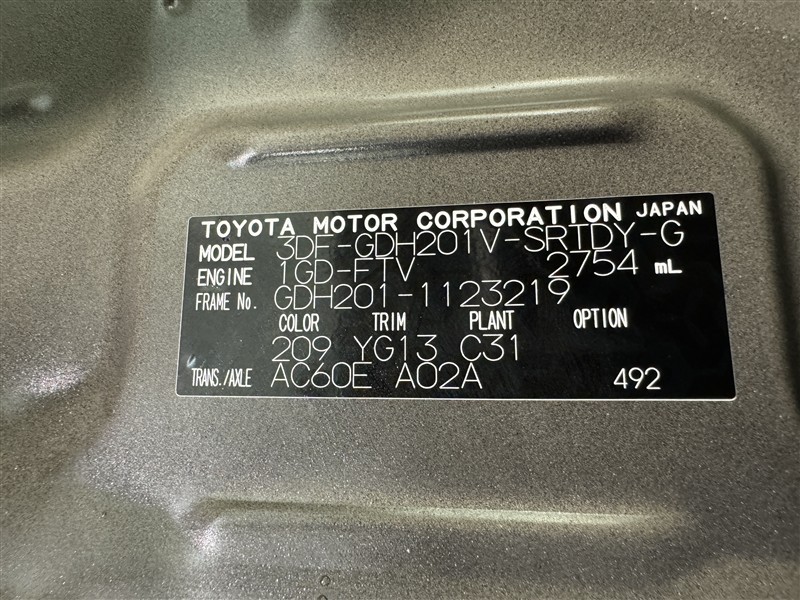 TOYOTA MOTOR CORPORATION JAPAN
MODEL 3DF-GDH201V-SRTDY-G
ENGINE 1GD-FTV 2754 mL
FRAME No. GDH201-1123219
COLOR TRIM PLANT OPTION
209 YG13 C31
TRANS./AXLE AC60E A02A 492